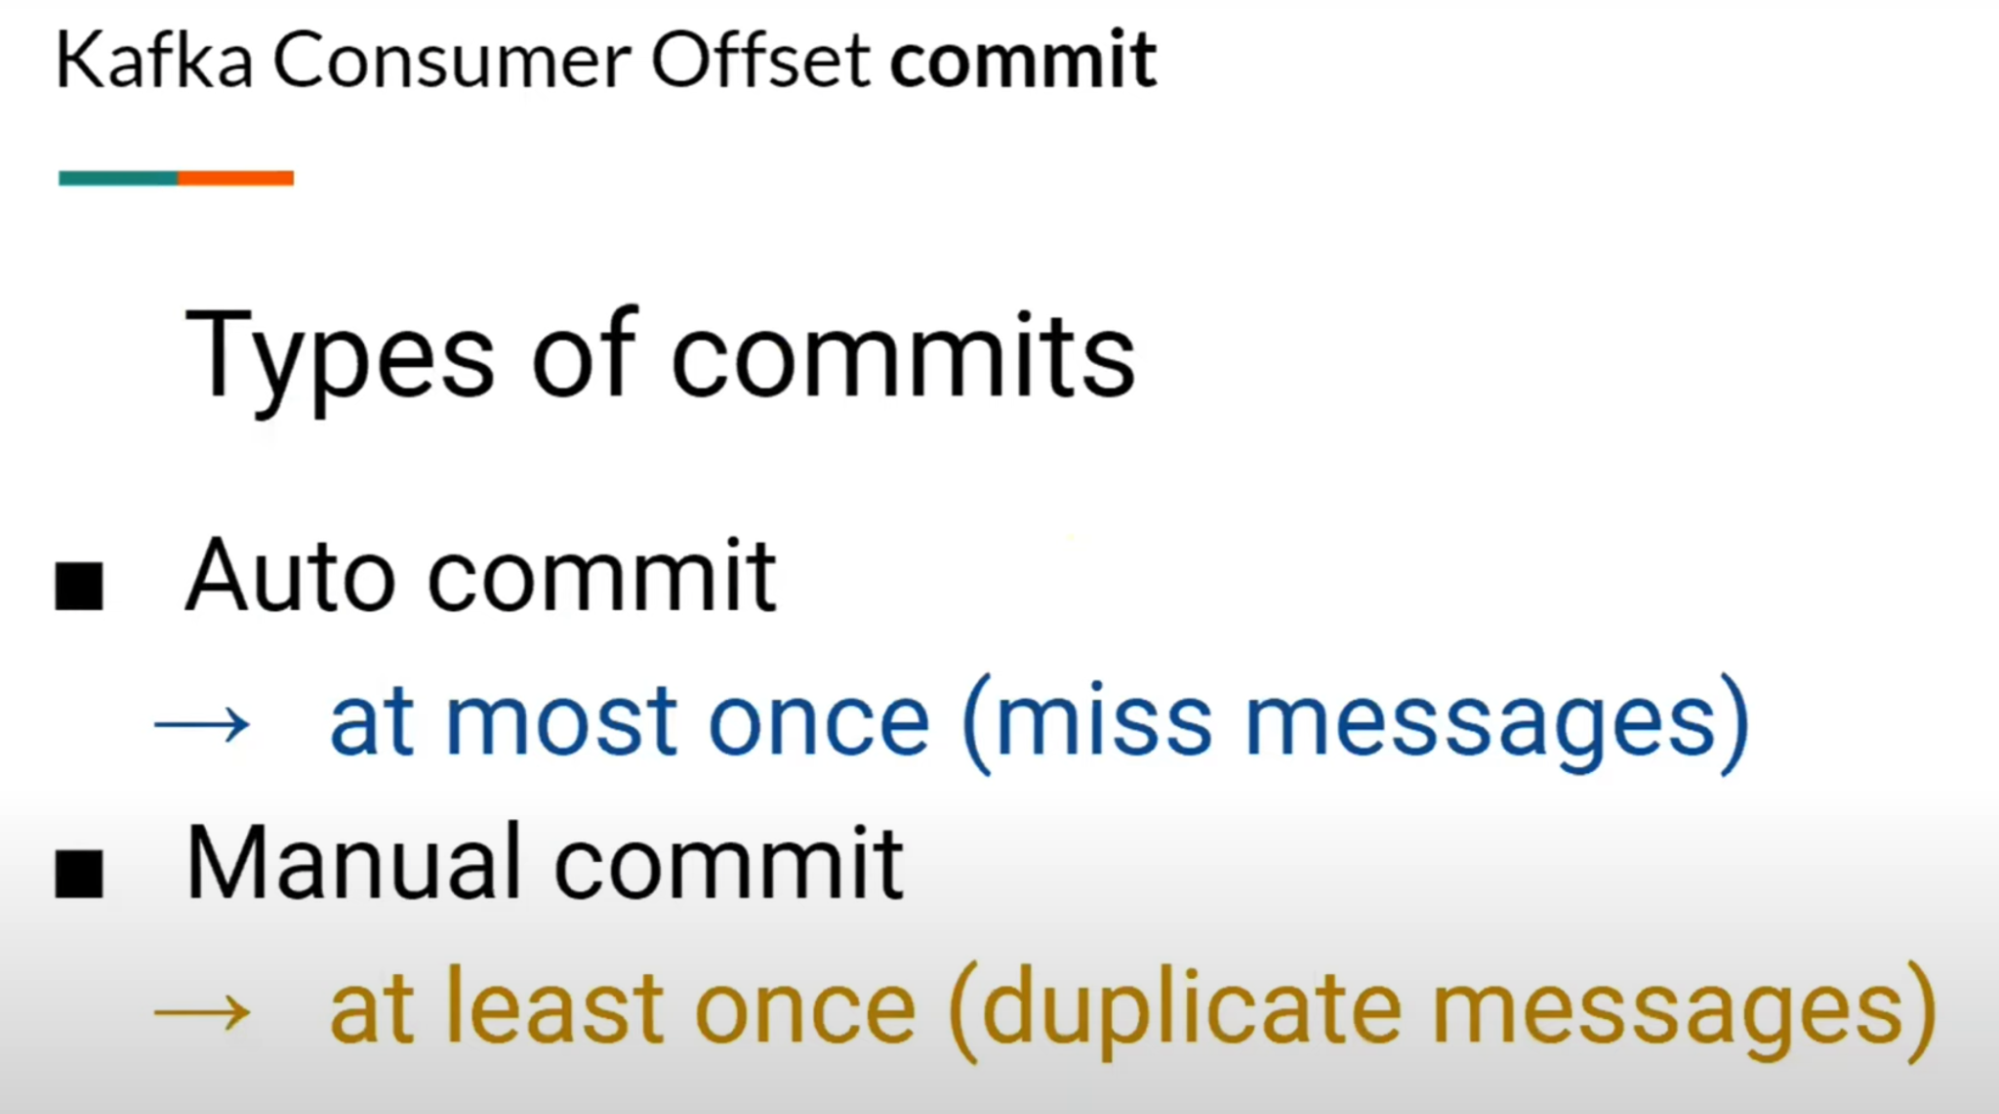 Kafka Consumer Offset commit
Types of commits
■ Auto commit
→ at most once (miss messages)
■ Manual commit
→ at least once (duplicate messages)